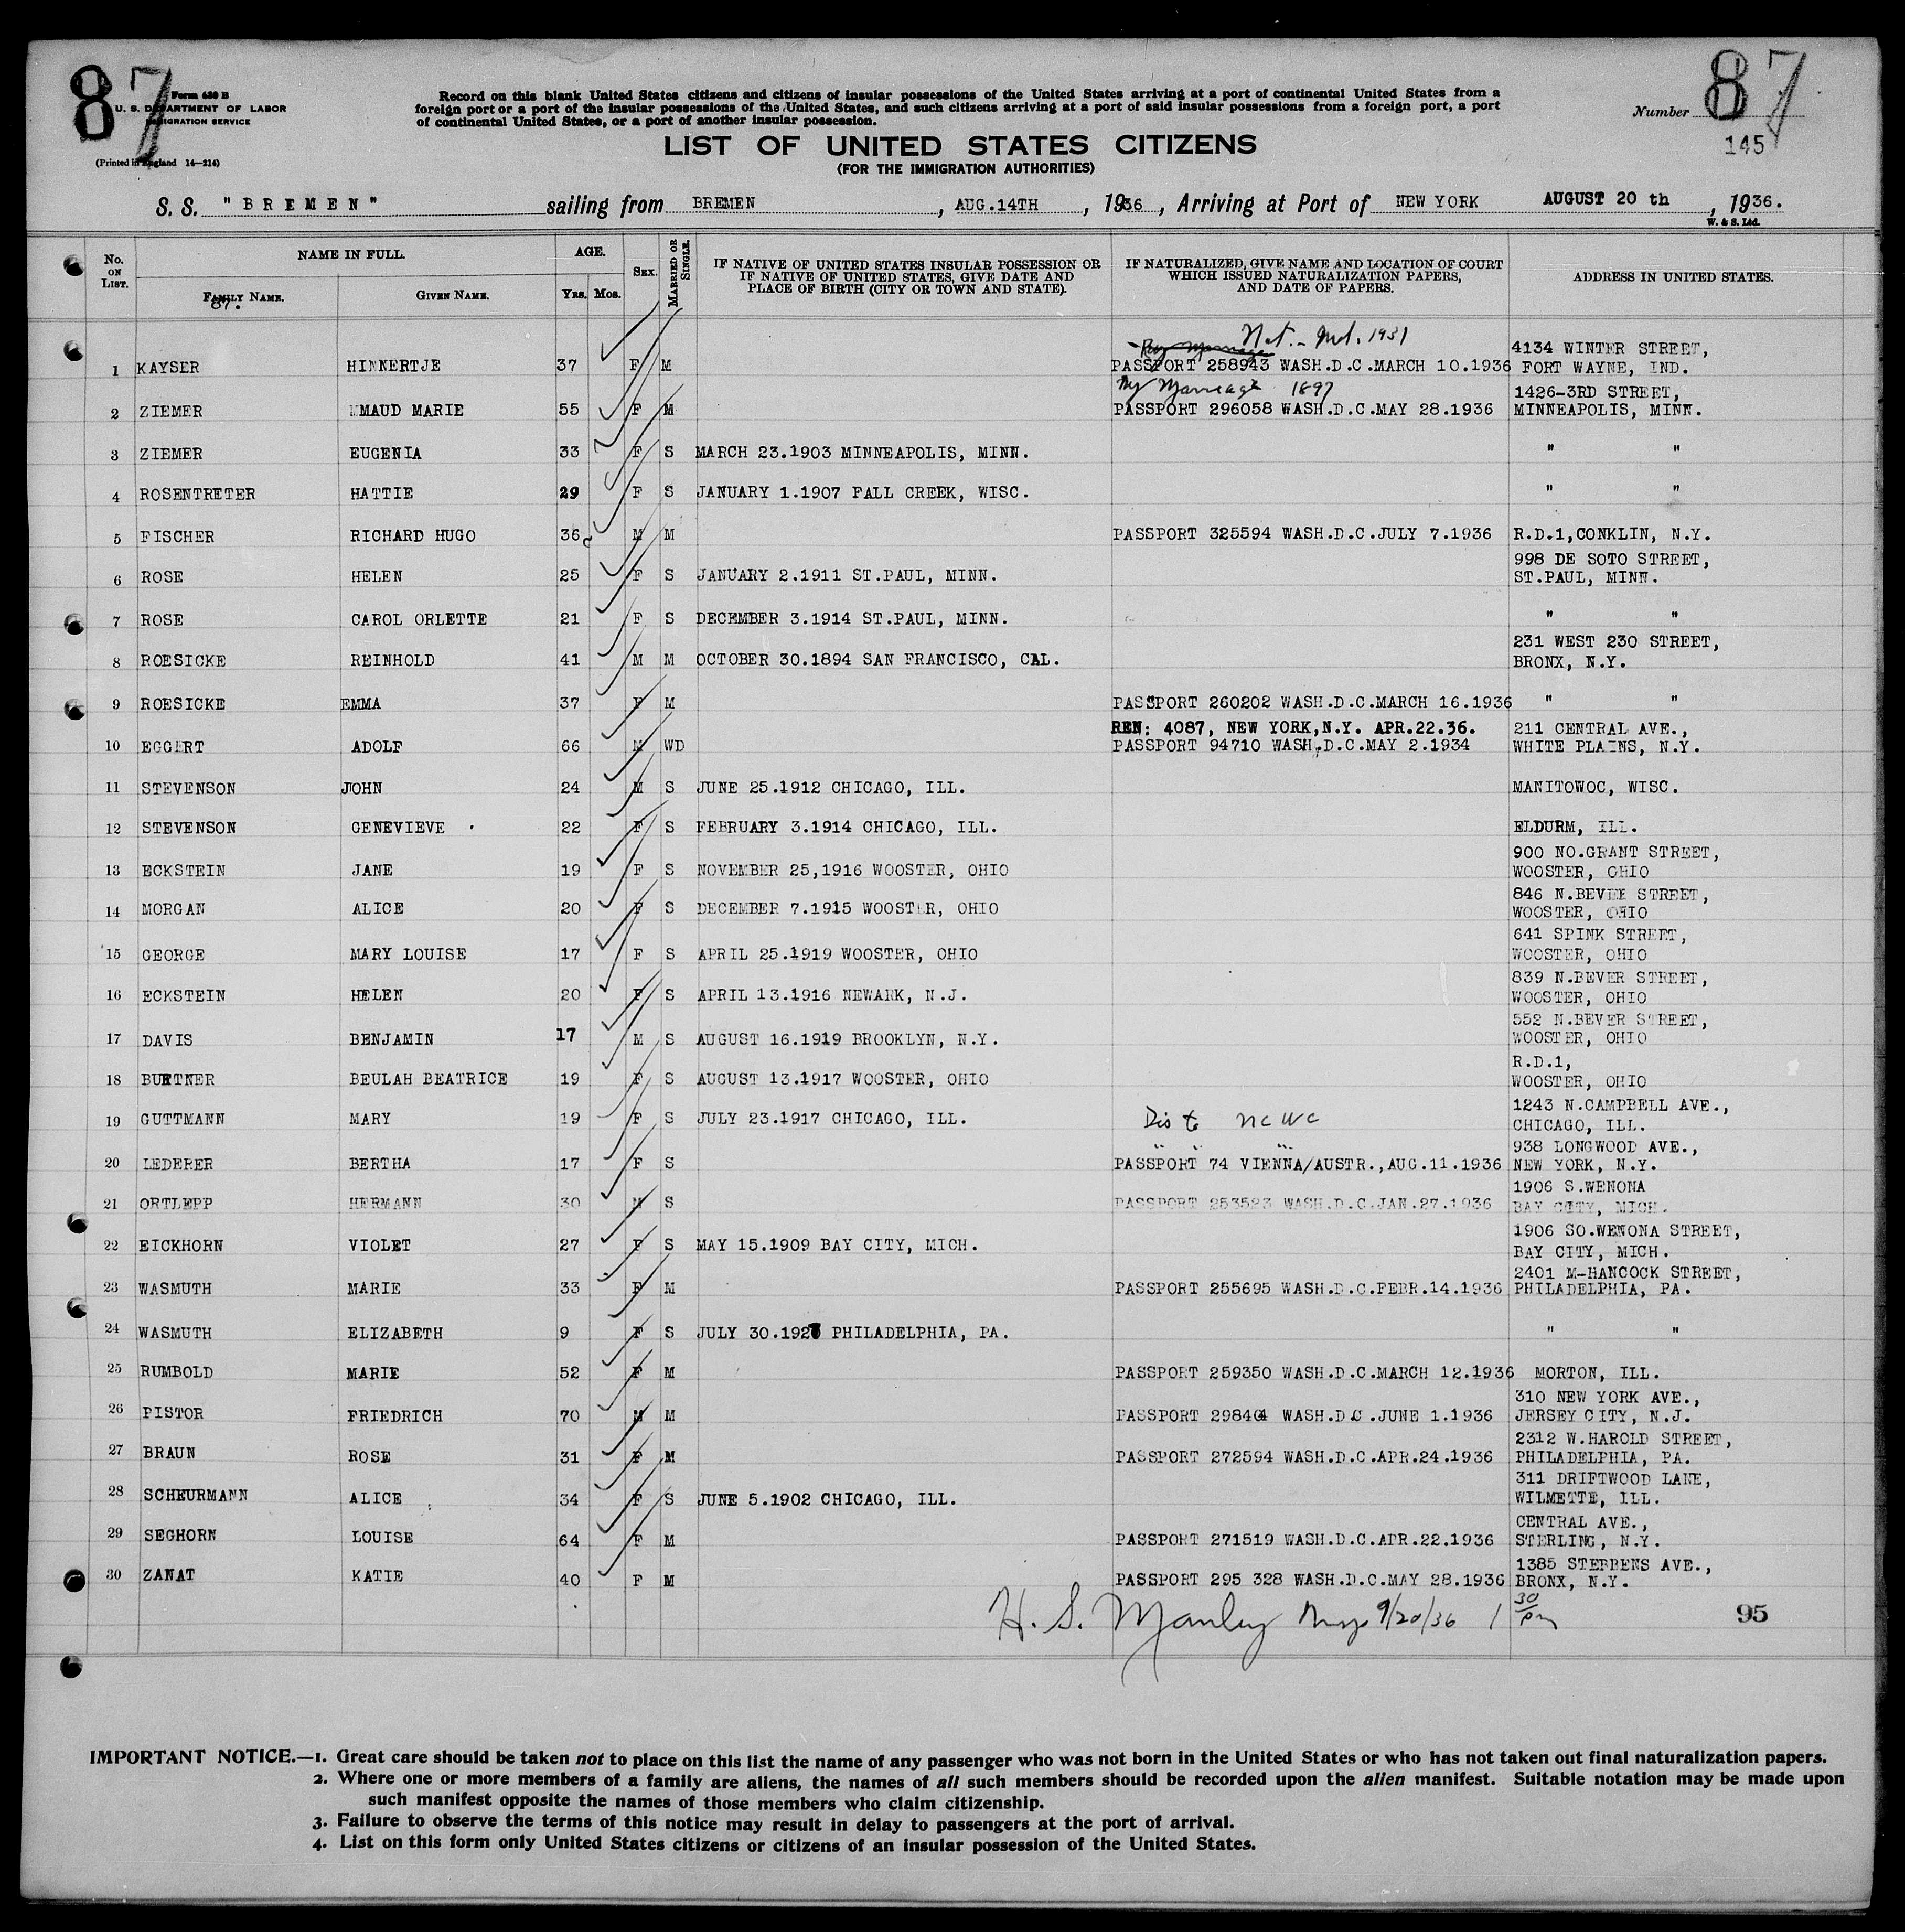 87
Form 630 B
U. S. DEPARTMENT OF LABOR
IMMIGRATION SERVICE
(Printed in England 14—214)
Record on this blank United States citizens and citizens of insular possessions of the United States arriving at a port of continental United States from a
foreign port or a port of the insular possessions of the United States, and such citizens arriving at a port of said insular possessions from a foreign port, a port
of continental United States, or a port of another insular possession.
Number 87
145
LIST OF UNITED STATES CITIZENS
(FOR THE IMMIGRATION AUTHORITIES)
S. S. "BREMEN" sailing from BREMEN, AUG.14TH, 1936, Arriving at Port of NEW YORK AUGUST 20 th, 1936.
W. & S. Ltd.
No. ON LIST. NAME IN FULL. AGE. SEX. MARRIED OR SINGLE. IF NATIVE OF UNITED STATES INSULAR POSSESSION OR IF NATIVE OF UNITED STATES, GIVE DATE AND PLACE OF BIRTH (CITY OR TOWN AND STATE). IF NATURALIZED, GIVE NAME AND LOCATION OF COURT WHICH ISSUED NATURALIZATION PAPERS, AND DATE OF PAPERS. ADDRESS IN UNITED STATES.
FAMILY NAME. GIVEN NAME. YRS. MOS.
87.
Nat. - Ind. 1931
By Marriage
1 KAYSER HINNERTJE 37 F M PASSPORT 258943 WASH.D.C.MARCH 10.1936 4134 WINTER STREET, FORT WAYNE, IND.
By Marriage 1897
2 ZIEMER MAUD MARIE 55 F M PASSPORT 296058 WASH.D.C.MAY 28.1936 1426-3RD STREET, MINNEAPOLIS, MINN.
3 ZIEMER EUGENIA 33 F S MARCH 23.1903 MINNEAPOLIS, MINN. " "
4 ROSENTRETER HATTIE 29 F S JANUARY 1.1907 FALL CREEK, WISC. " "
5 FISCHER RICHARD HUGO 36 M M PASSPORT 325594 WASH.D.C.JULY 7.1936 R.D.1,CONKLIN, N.Y.
6 ROSE HELEN 25 F S JANUARY 2.1911 ST.PAUL, MINN. 998 DE SOTO STREET, ST.PAUL, MINN.
7 ROSE CAROL ORLETTE 21 F S DECEMBER 3.1914 ST.PAUL, MINN. " "
8 ROESICKE REINHOLD 41 M M OCTOBER 30.1894 SAN FRANCISCO, CAL. 231 WEST 230 STREET, BRONX, N.Y.
9 ROESICKE EMMA 37 F M PASSPORT 260202 WASH.D.C.MARCH 16.1936 " "
REN: 4087, NEW YORK,N.Y. APR.22.36.
10 EGGERT ADOLF 66 M WD PASSPORT 94710 WASH.D.C.MAY 2.1934 211 CENTRAL AVE., WHITE PLAINS, N.Y.
11 STEVENSON JOHN 24 M S JUNE 25.1912 CHICAGO, ILL. MANITOWOC, WISC.
12 STEVENSON GENEVIEVE 22 F S FEBRUARY 3.1914 CHICAGO, ILL. ELDURM, ILL.
13 ECKSTEIN JANE 19 F S NOVEMBER 25,1916 WOOSTER, OHIO 900 NO.GRANT STREET, WOOSTER, OHIO
14 MORGAN ALICE 20 F S DECEMBER 7.1915 WOOSTER, OHIO 846 N.BEVER STREET, WOOSTER, OHIO
15 GEORGE MARY LOUISE 17 F S APRIL 25.1919 WOOSTER, OHIO 641 SPINK STREET, WOOSTER, OHIO
16 ECKSTEIN HELEN 20 F S APRIL 13.1916 NEWARK, N.J. 839 N.BEVER STREET, WOOSTER, OHIO
17 DAVIS BENJAMIN 17 M S AUGUST 16.1919 BROOKLYN, N.Y. 552 N.BEVER STREET, WOOSTER, OHIO
18 BURTNER BEULAH BEATRICE 19 F S AUGUST 13.1917 WOOSTER, OHIO R.D.1, WOOSTER, OHIO
19 GUTTMANN MARY 19 F S JULY 23.1917 CHICAGO, ILL. Dis to NCWC 1243 N.CAMPBELL AVE., CHICAGO, ILL.
" " "
20 LEDERER BERTHA 17 F S PASSPORT 74 VIENNA/AUSTR.,AUG.11.1936 938 LONGWOOD AVE., NEW YORK, N.Y.
21 ORTLEPP HERMANN 30 M S PASSPORT 253523 WASH.D.C.JAN.27.1936 1906 S.WENONA BAY CITY, MICH.
22 EICKHORN VIOLET 27 F S MAY 15.1909 BAY CITY, MICH. 1906 SO.WENONA STREET, BAY CITY, MICH.
23 WASMUTH MARIE 33 F M PASSPORT 255695 WASH.D.C.FEBR.14.1936 2401 M-HANCOCK STREET, PHILADELPHIA, PA.
24 WASMUTH ELIZABETH 9 F S JULY 30.1927 PHILADELPHIA, PA. " "
25 RUMBOLD MARIE 52 F M PASSPORT 259350 WASH.D.C.MARCH 12.1936 MORTON, ILL.
26 PISTOR FRIEDRICH 70 M M PASSPORT 298404 WASH.D.C.JUNE 1.1936 310 NEW YORK AVE., JERSEY CITY, N.J.
27 BRAUN ROSE 31 F M PASSPORT 272594 WASH.D.C.APR.24.1936 2312 W.HAROLD STREET, PHILADELPHIA, PA.
28 SCHEURMANN ALICE 34 F S JUNE 5.1902 CHICAGO, ILL. 311 DRIFTWOOD LANE, WILMETTE, ILL.
29 SEGHORN LOUISE 64 F M PASSPORT 271519 WASH.D.C.APR.22.1936 CENTRAL AVE., STERLING, N.Y.
30 ZANAT KATIE 40 F M PASSPORT 295 328 WASH.D.C.MAY 28.1936 1385 STEBBENS AVE., BRONX, N.Y.
H. S. Manley 9/20/36 1 30/pm
95
IMPORTANT NOTICE.—1. Great care should be taken not to place on this list the name of any passenger who was not born in the United States or who has not taken out final naturalization papers.
2. Where one or more members of a family are aliens, the names of all such members should be recorded upon the alien manifest. Suitable notation may be made upon
such manifest opposite the names of those members who claim citizenship.
3. Failure to observe the terms of this notice may result in delay to passengers at the port of arrival.
4. List on this form only United States citizens or citizens of an insular possession of the United States.